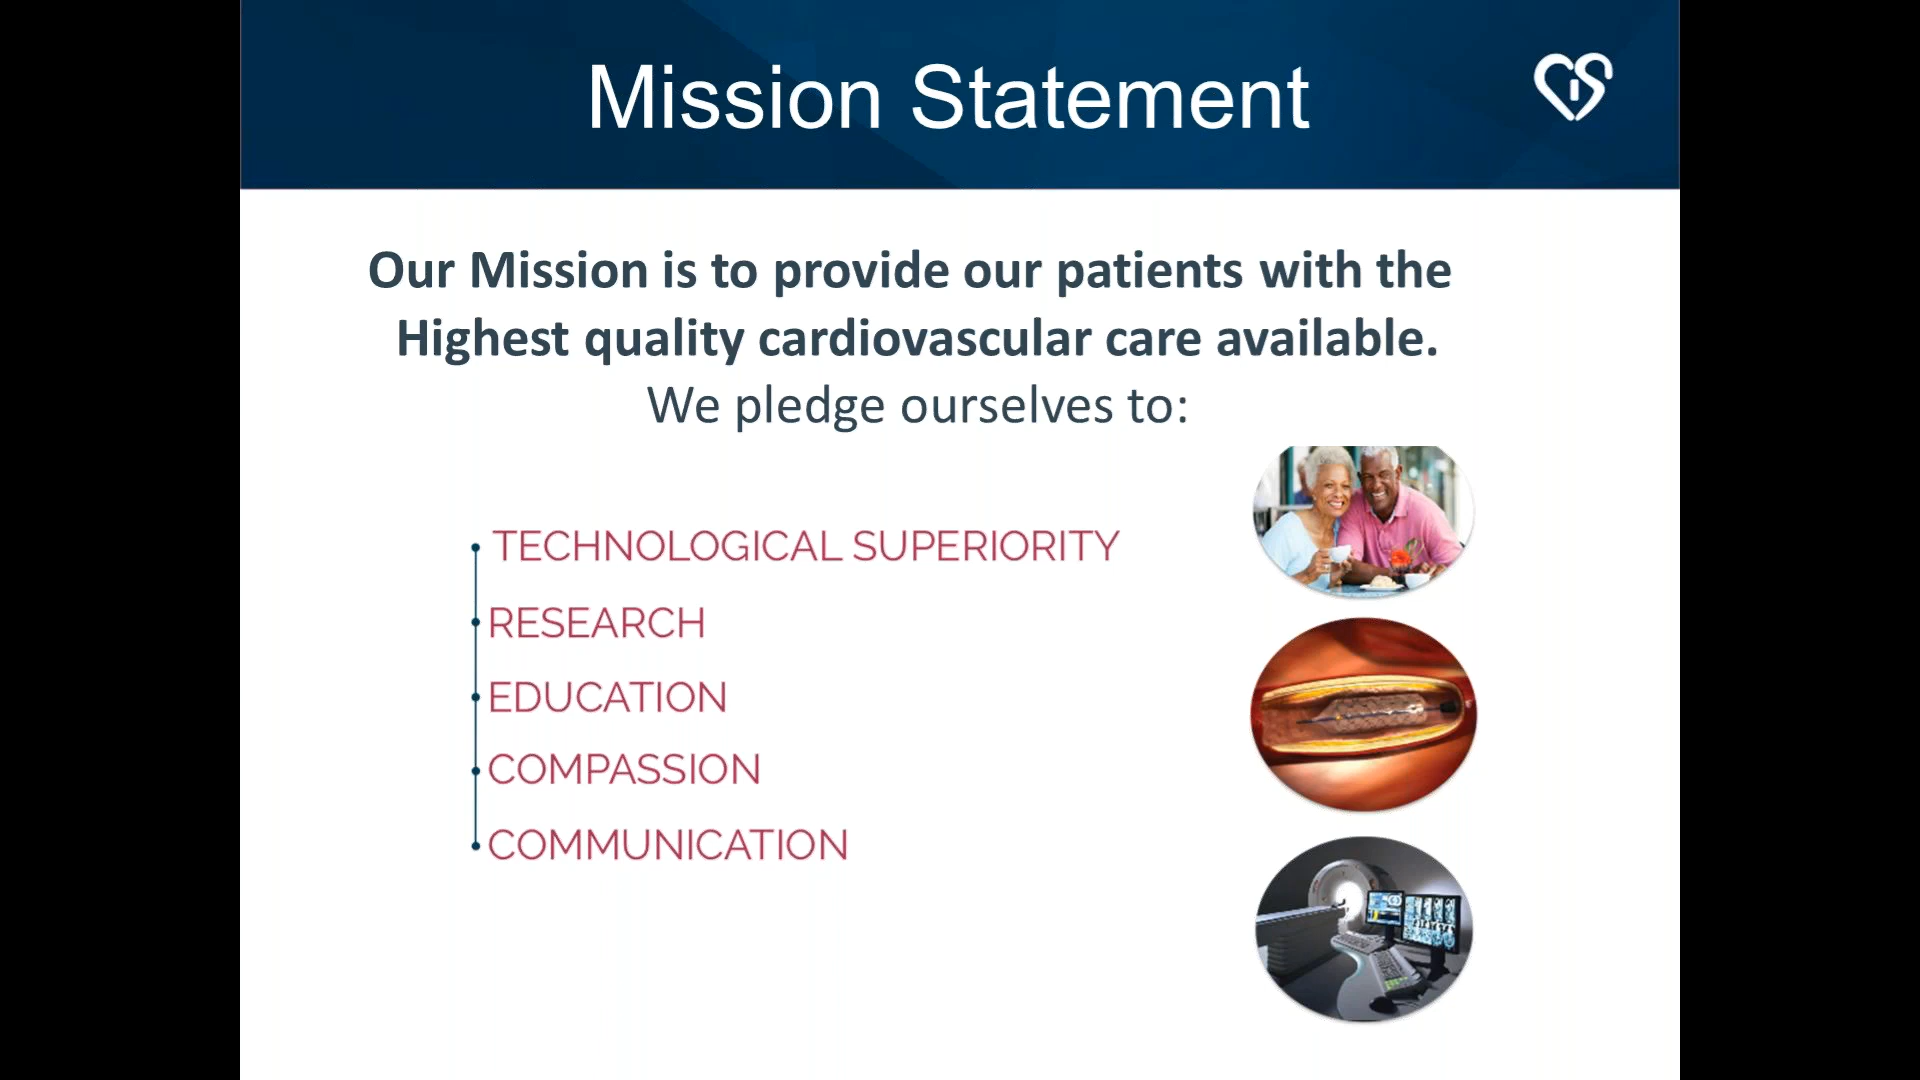 Mission Statement
CiS
Our Mission is to provide our patients with the
Highest quality cardiovascular care available.
We pledge ourselves to:
TECHNOLOGICAL SUPERIORITY
RESEARCH
EDUCATION
COMPASSION
COMMUNICATION